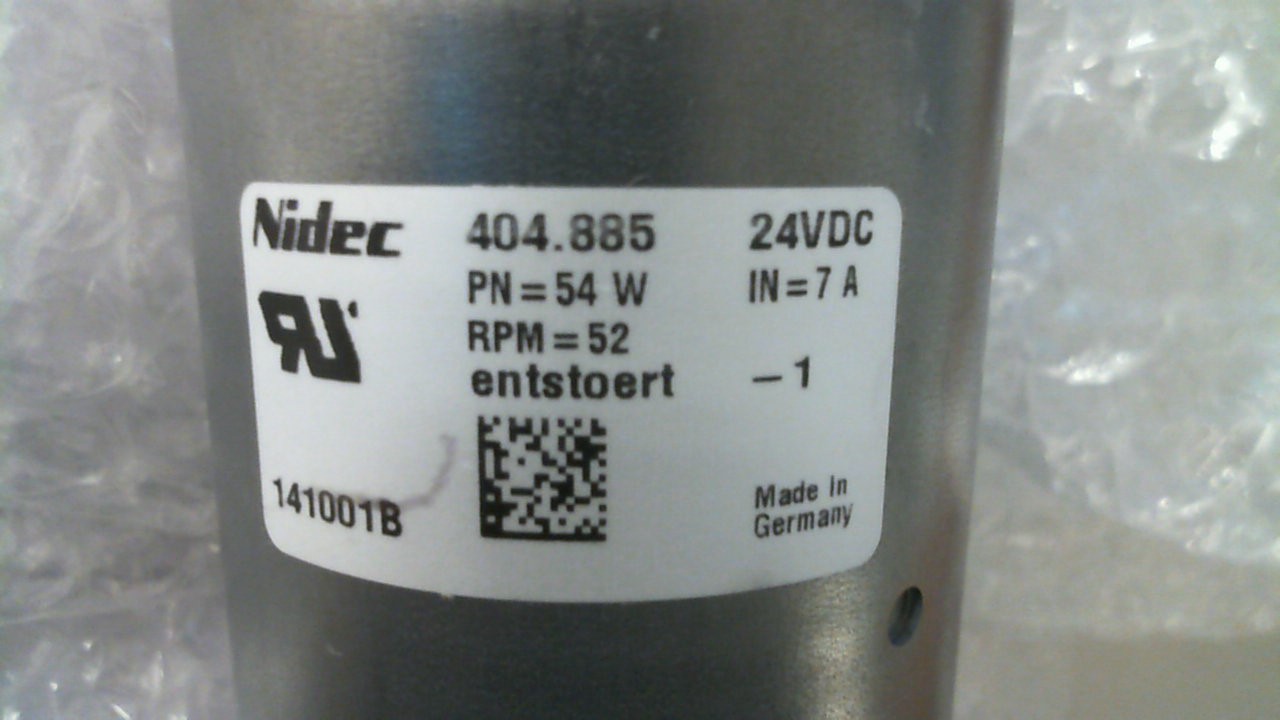 Nidec 404.885 24VDC
PN=54 W IN=7 A
RPM=52
entstoert -1
141001B
Made In
Germany